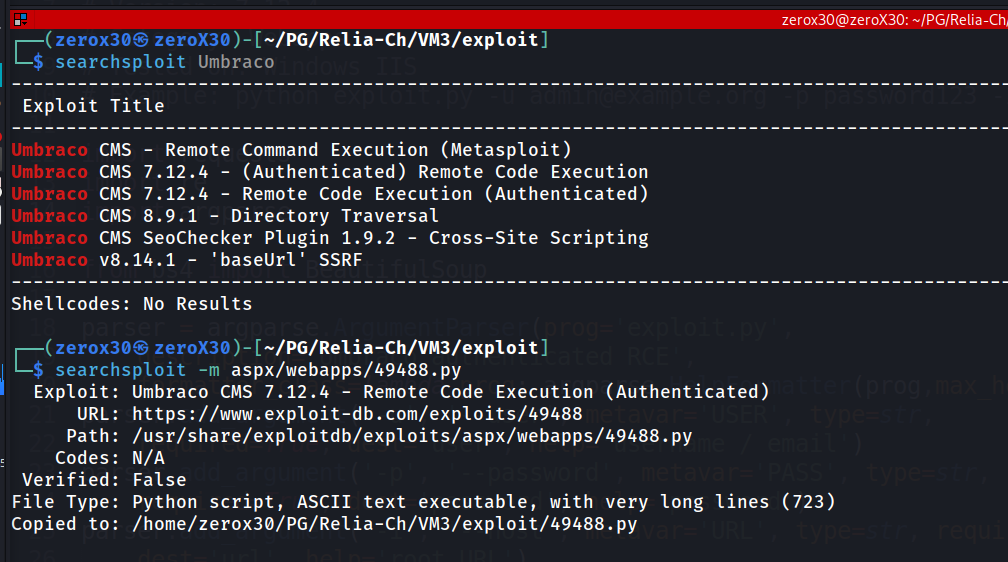 zerox30@zeroX30: ~/PG/Relia-Ch/
┌──(zerox30㉿zeroX30)-[~/PG/Relia-Ch/VM3/exploit]
└─$ searchsploit Umbraco
Exploit Title
Umbraco CMS - Remote Command Execution (Metasploit)
Umbraco CMS 7.12.4 - (Authenticated) Remote Code Execution
Umbraco CMS 7.12.4 - Remote Code Execution (Authenticated)
Umbraco CMS 8.9.1 - Directory Traversal
Umbraco CMS SeoChecker Plugin 1.9.2 - Cross-Site Scripting
Umbraco v8.14.1 - 'baseUrl' SSRF
Shellcodes: No Results
┌──(zerox30㉿zeroX30)-[~/PG/Relia-Ch/VM3/exploit]
└─$ searchsploit -m aspx/webapps/49488.py
Exploit: Umbraco CMS 7.12.4 - Remote Code Execution (Authenticated)
URL: https://www.exploit-db.com/exploits/49488
Path: /usr/share/exploitdb/exploits/aspx/webapps/49488.py
Codes: N/A
Verified: False
File Type: Python script, ASCII text executable, with very long lines (723)
Copied to: /home/zerox30/PG/Relia-Ch/VM3/exploit/49488.py